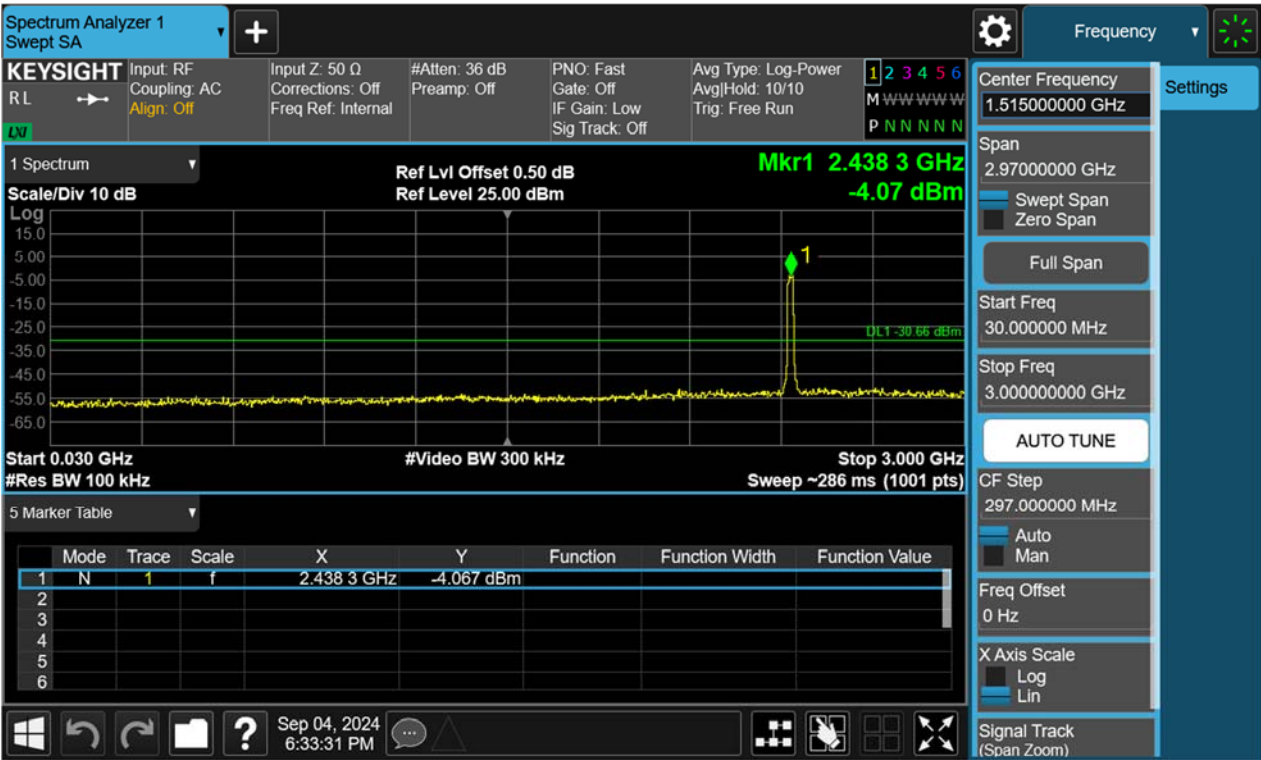 Spectrum Analyzer 1
Swept SA
+
Frequency
KEYSIGHT
R L
LXI
Input: RF
Coupling: AC
Align: Off
Input Z: 50 Ω
Corrections: Off
Freq Ref: Internal
#Atten: 36 dB
Preamp: Off
PNO: Fast
Gate: Off
IF Gain: Low
Sig Track: Off
Avg Type: Log-Power
Avg|Hold: 10/10
Trig: Free Run
1 2 3 4 5 6
M W W W W W
P N N N N N
Center Frequency
1.515000000 GHz
Settings
1 Spectrum
Scale/Div 10 dB
Log
Ref Lvl Offset 0.50 dB
Ref Level 25.00 dBm
Mkr1 2.438 3 GHz
-4.07 dBm
15.0
5.00
-5.00
-15.0
-25.0
-35.0
-45.0
-55.0
-65.0
1
DL1 -30.66 dBm
Start 0.030 GHz
#Res BW 100 kHz
#Video BW 300 kHz
Stop 3.000 GHz
Sweep ~286 ms (1001 pts)
Span
2.97000000 GHz
Swept Span
Zero Span
Full Span
Start Freq
30.000000 MHz
Stop Freq
3.000000000 GHz
AUTO TUNE
CF Step
297.000000 MHz
Auto
Man
Freq Offset
0 Hz
X Axis Scale
Log
Lin
Signal Track
(Span Zoom)
5 Marker Table
Mode Trace Scale X Y Function Function Width Function Value
1 N 1 f 2.438 3 GHz -4.067 dBm
2
3
4
5
6
?
Sep 04, 2024
6:33:31 PM